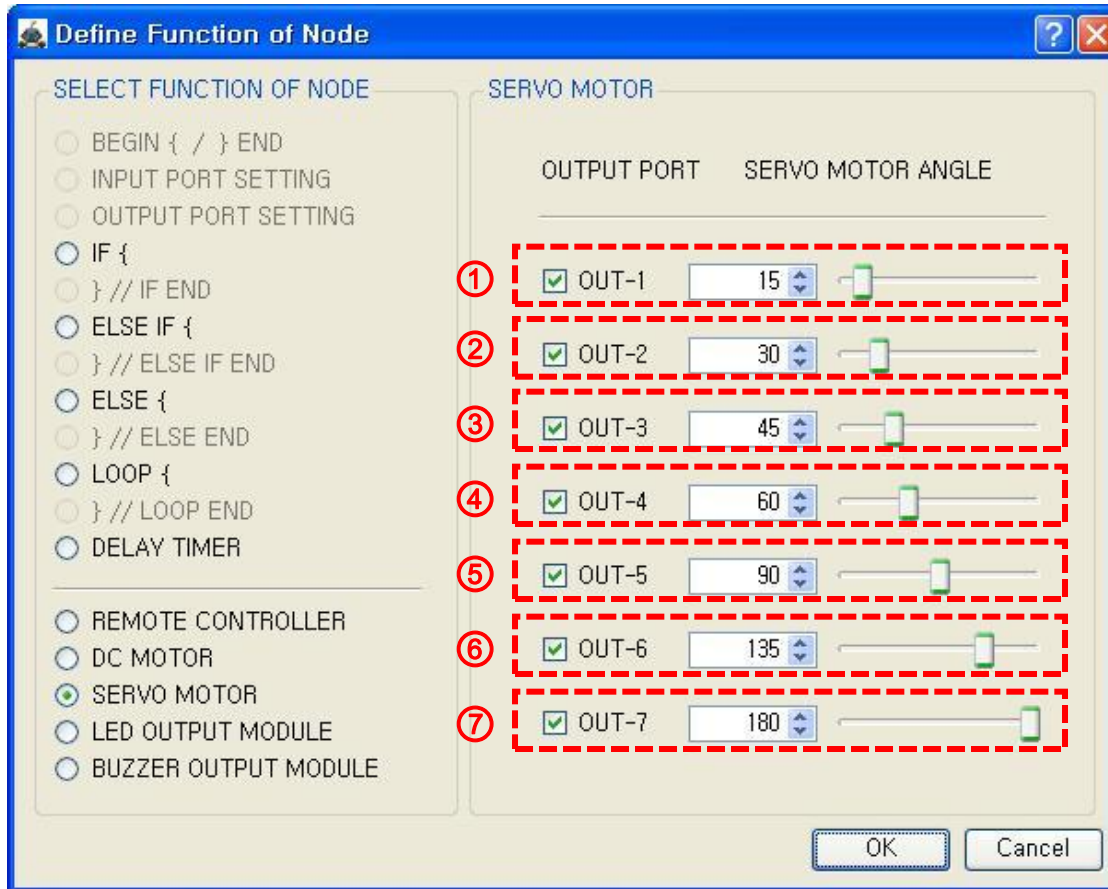 Define Function of Node
SELECT FUNCTION OF NODE
BEGIN { / } END
INPUT PORT SETTING
OUTPUT PORT SETTING
IF {
} // IF END
ELSE IF {
} // ELSE IF END
ELSE {
} // ELSE END
LOOP {
} // LOOP END
DELAY TIMER
REMOTE CONTROLLER
DC MOTOR
SERVO MOTOR
LED OUTPUT MODULE
BUZZER OUTPUT MODULE
SERVO MOTOR
OUTPUT PORT SERVO MOTOR ANGLE
① OUT-1 15
② OUT-2 30
③ OUT-3 45
④ OUT-4 60
⑤ OUT-5 90
⑥ OUT-6 135
⑦ OUT-7 180
OK Cancel